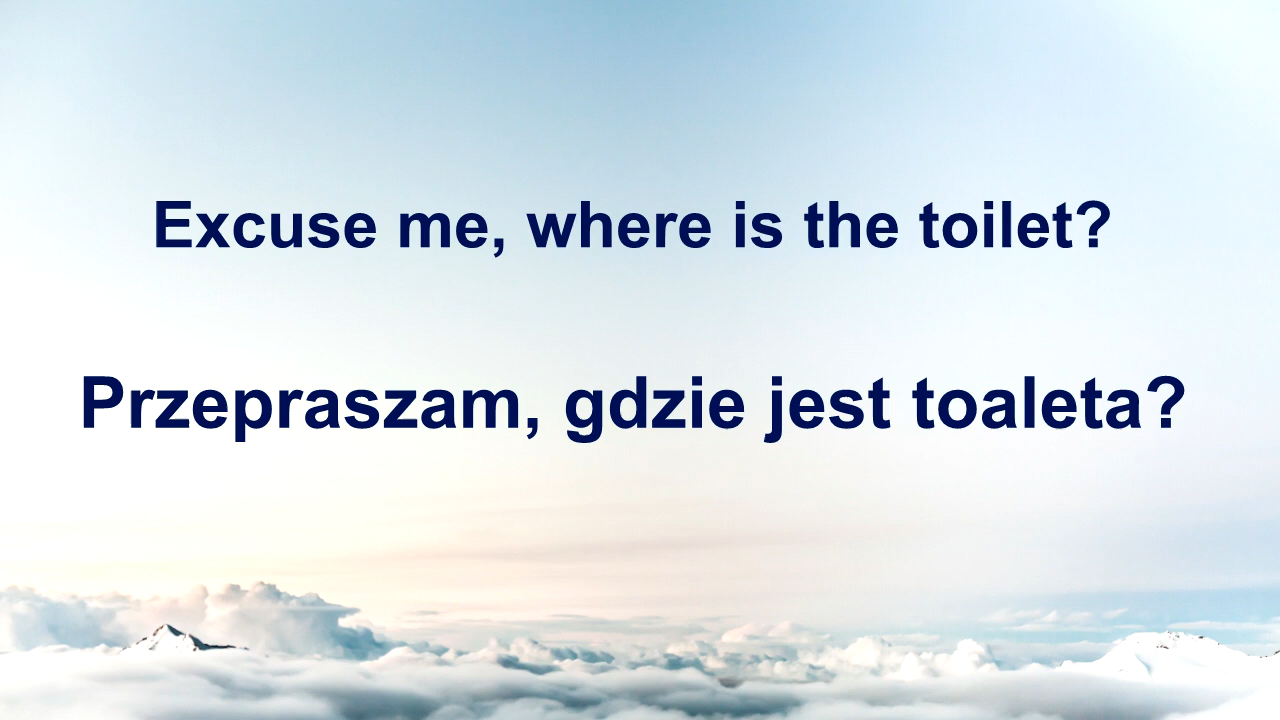 Excuse me, where is the toilet?
Przepraszam, gdzie jest toaleta?